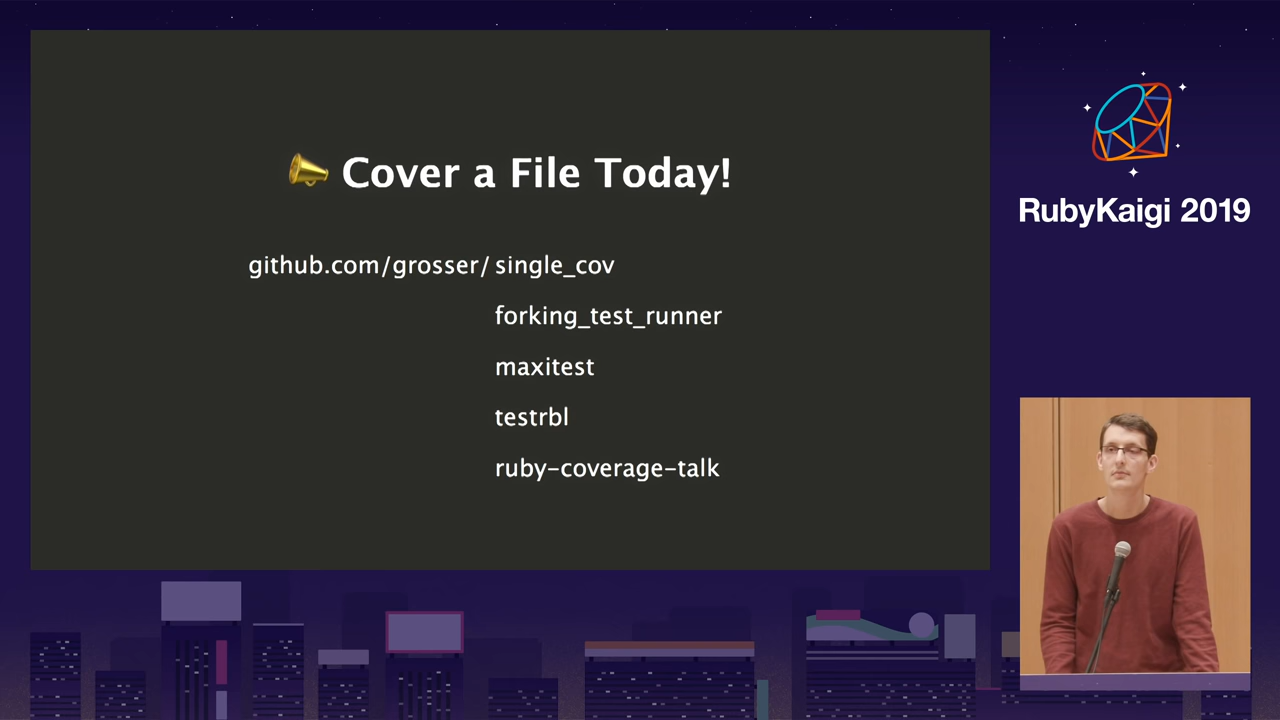 📣 Cover a File Today!
github.com/grosser/ single_cov
forking_test_runner
maxitest
testrbl
ruby-coverage-talk
RubyKaigi 2019